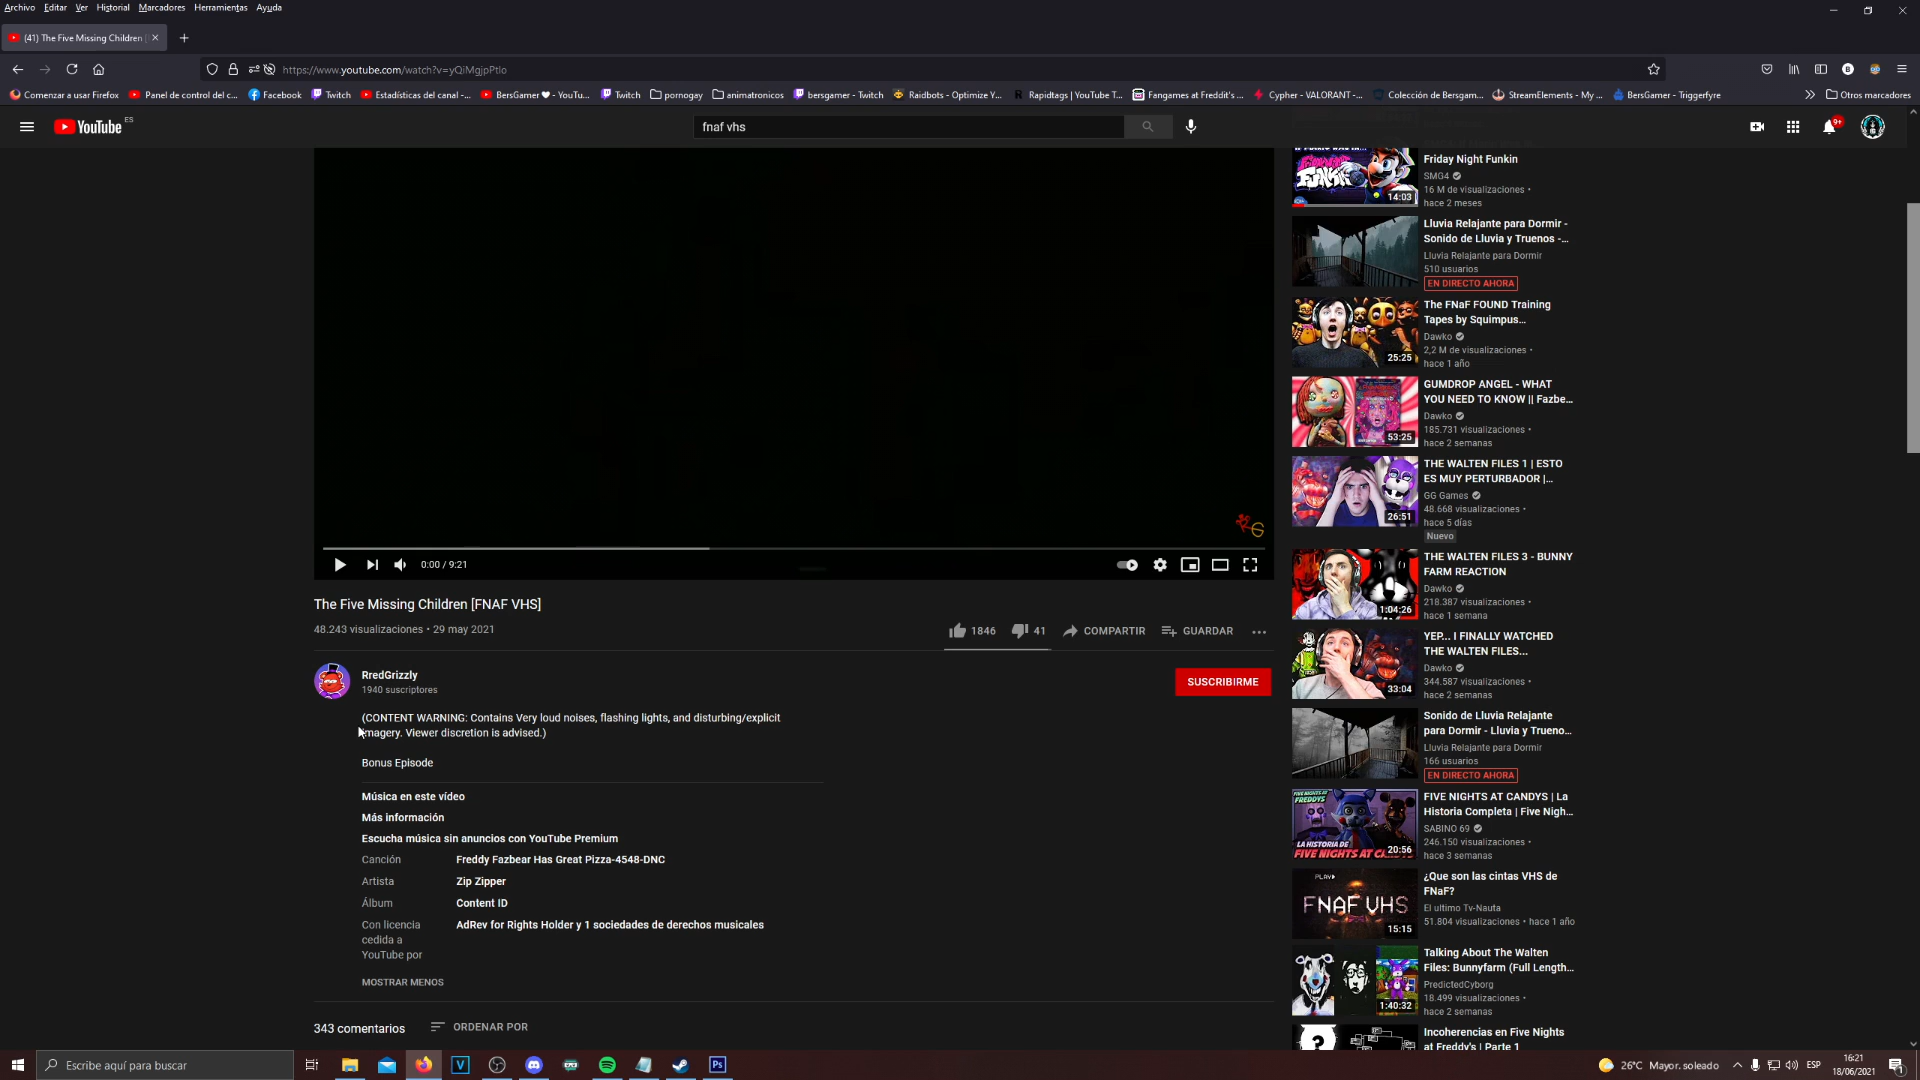 Archivo Editar Ver Historial Marcadores Herramientas Ayuda
(41) The Five Missing Children [
https://www.youtube.com/watch?v=yQiMgjpPtIo
Comenzar a usar Firefox Panel de control del c... Facebook Twitch Estadísticas del canal -... BersGamer ♥ - YouTu... Twitch pornogay animatronicos bersgamer - Twitch Raidbots - Optimize Y... Rapidtags | YouTube T... Fangames at Freddit's ... Cypher - VALORANT -... Colección de Bersgam... StreamElements - My ... BersGamer - Triggerfyre Otros marcadores
YouTube ES
fnaf vhs
9+
0:00 / 9:21
The Five Missing Children [FNAF VHS]
48.243 visualizaciones • 29 may 2021
1846 41 COMPARTIR GUARDAR
RredGrizzly
1940 suscriptores
SUSCRIBIRME
(CONTENT WARNING: Contains Very loud noises, flashing lights, and disturbing/explicit
imagery. Viewer discretion is advised.)
Bonus Episode
Música en este vídeo
Más información
Escucha música sin anuncios con YouTube Premium
Canción Freddy Fazbear Has Great Pizza-4548-DNC
Artista Zip Zipper
Álbum Content ID
Con licencia AdRev for Rights Holder y 1 sociedades de derechos musicales
cedida a
YouTube por
MOSTRAR MENOS
343 comentarios ORDENAR POR
FUNKIN
14:03
Friday Night Funkin
SMG4
16 M de visualizaciones •
hace 2 meses
Lluvia Relajante para Dormir -
Sonido de Lluvia y Truenos -...
Lluvia Relajante para Dormir
510 usuarios
EN DIRECTO AHORA
25:25
The FNaF FOUND Training
Tapes by Squimpus...
Dawko
2,2 M de visualizaciones •
hace 1 año
53:25
GUMDROP ANGEL - WHAT
YOU NEED TO KNOW || Fazbe...
Dawko
185.731 visualizaciones •
hace 2 semanas
26:51
THE WALTEN FILES 1 | ESTO
ES MUY PERTURBADOR |...
GG Games
48.668 visualizaciones •
hace 5 días
Nuevo
1:04:26
THE WALTEN FILES 3 - BUNNY
FARM REACTION
Dawko
218.387 visualizaciones •
hace 1 semana
33:04
YEP... I FINALLY WATCHED
THE WALTEN FILES...
Dawko
344.587 visualizaciones •
hace 2 semanas
Sonido de Lluvia Relajante
para Dormir - Lluvia y Trueno...
Lluvia Relajante para Dormir
166 usuarios
EN DIRECTO AHORA
FREDDYS
LA HISTORIA DE
FIVE NIGHTS AT
20:56
FIVE NIGHTS AT CANDYS | La
Historia Completa | Five Nigh...
SABINO 69
246.150 visualizaciones •
hace 3 semanas
PLAY
FNAF VHS
15:15
¿Que son las cintas VHS de
FNaF?
El ultimo Tv-Nauta
51.804 visualizaciones • hace 1 año
1:40:32
Talking About The Walten
Files: Bunnyfarm (Full Length...
PredictedCyborg
18.499 visualizaciones •
hace 2 semanas
Incoherencias en Five Nights
at Freddy's | Parte 1
Escribe aquí para buscar
26°C Mayor. soleado
ESP
16:21
18/06/2021